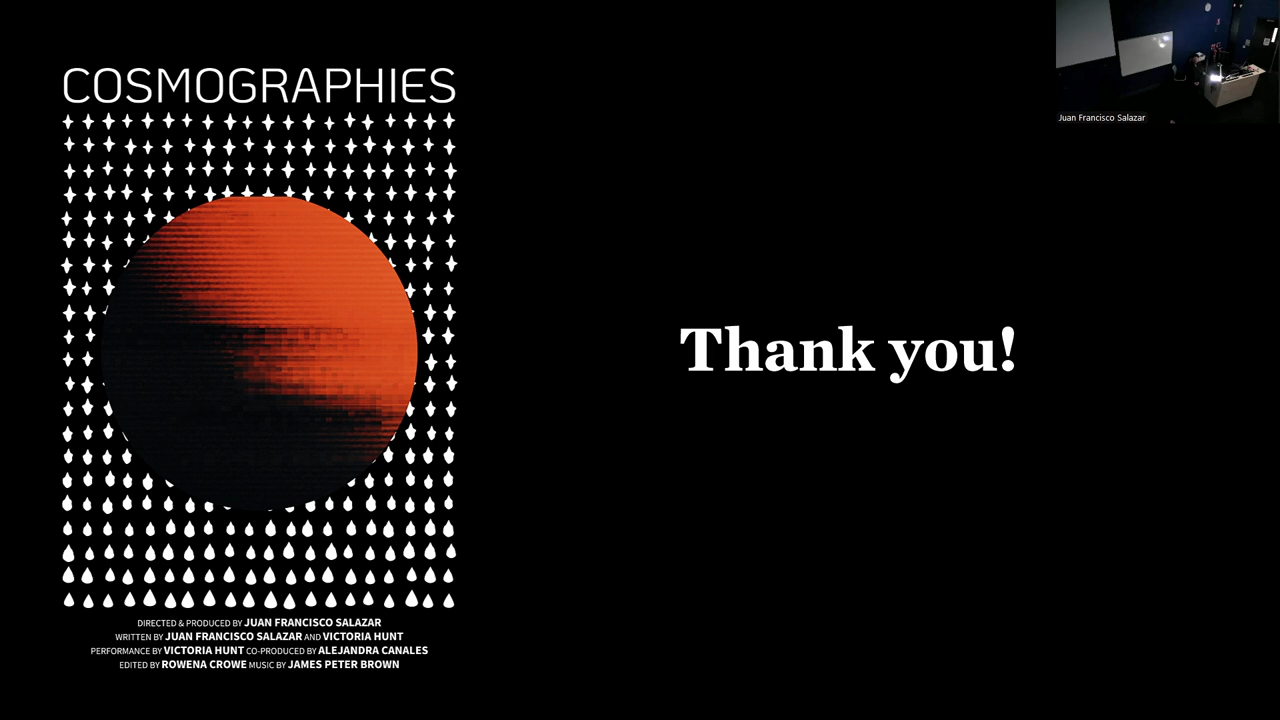 COSMOGRAPHIES
DIRECTED & PRODUCED BY JUAN FRANCISCO SALAZAR
WRITTEN BY JUAN FRANCISCO SALAZAR AND VICTORIA HUNT
PERFORMANCE BY VICTORIA HUNT CO-PRODUCED BY ALEJANDRA CANALES
EDITED BY ROWENA CROWE MUSIC BY JAMES PETER BROWN
Thank you!
Juan Francisco Salazar